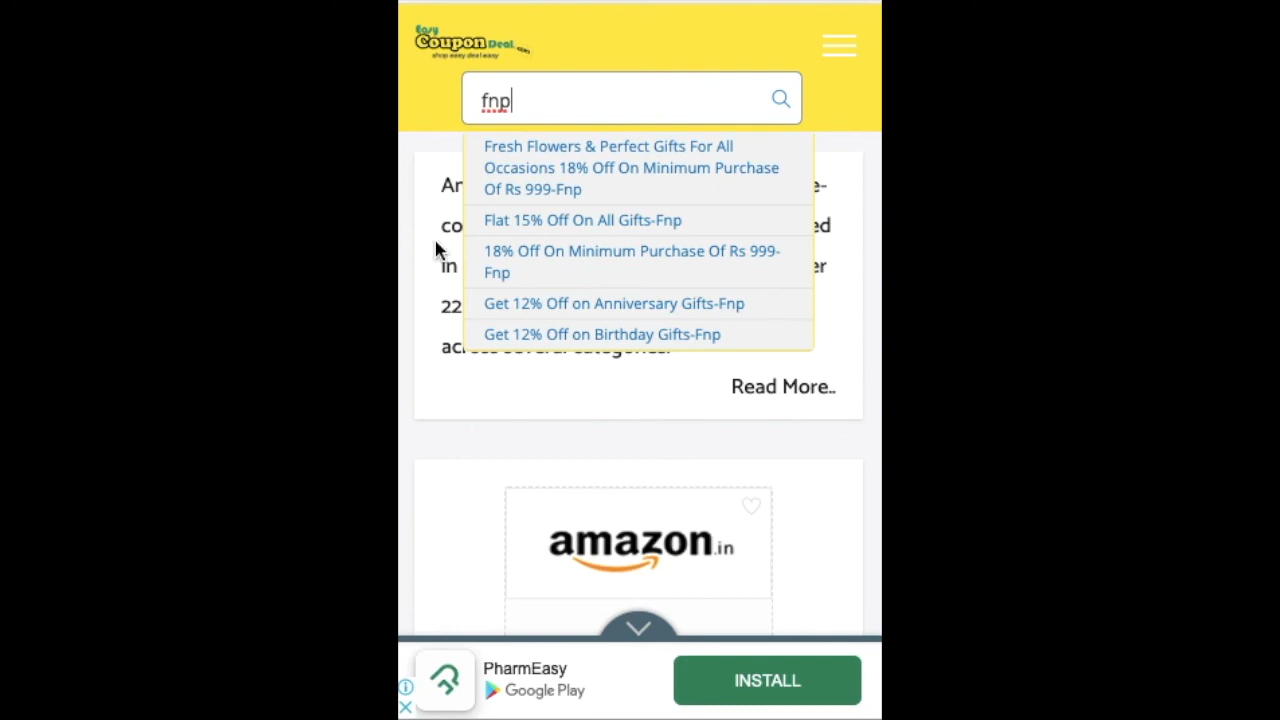 Easy
Coupon Deal .com
shop easy deal easy
fnp
Fresh Flowers & Perfect Gifts For All
Occasions 18% Off On Minimum Purchase
Of Rs 999-Fnp
Flat 15% Off On All Gifts-Fnp
18% Off On Minimum Purchase Of Rs 999-
Fnp
Get 12% Off on Anniversary Gifts-Fnp
Get 12% Off on Birthday Gifts-Fnp
in
22
Read More..
amazon.in
PharmEasy
Google Play
INSTALL